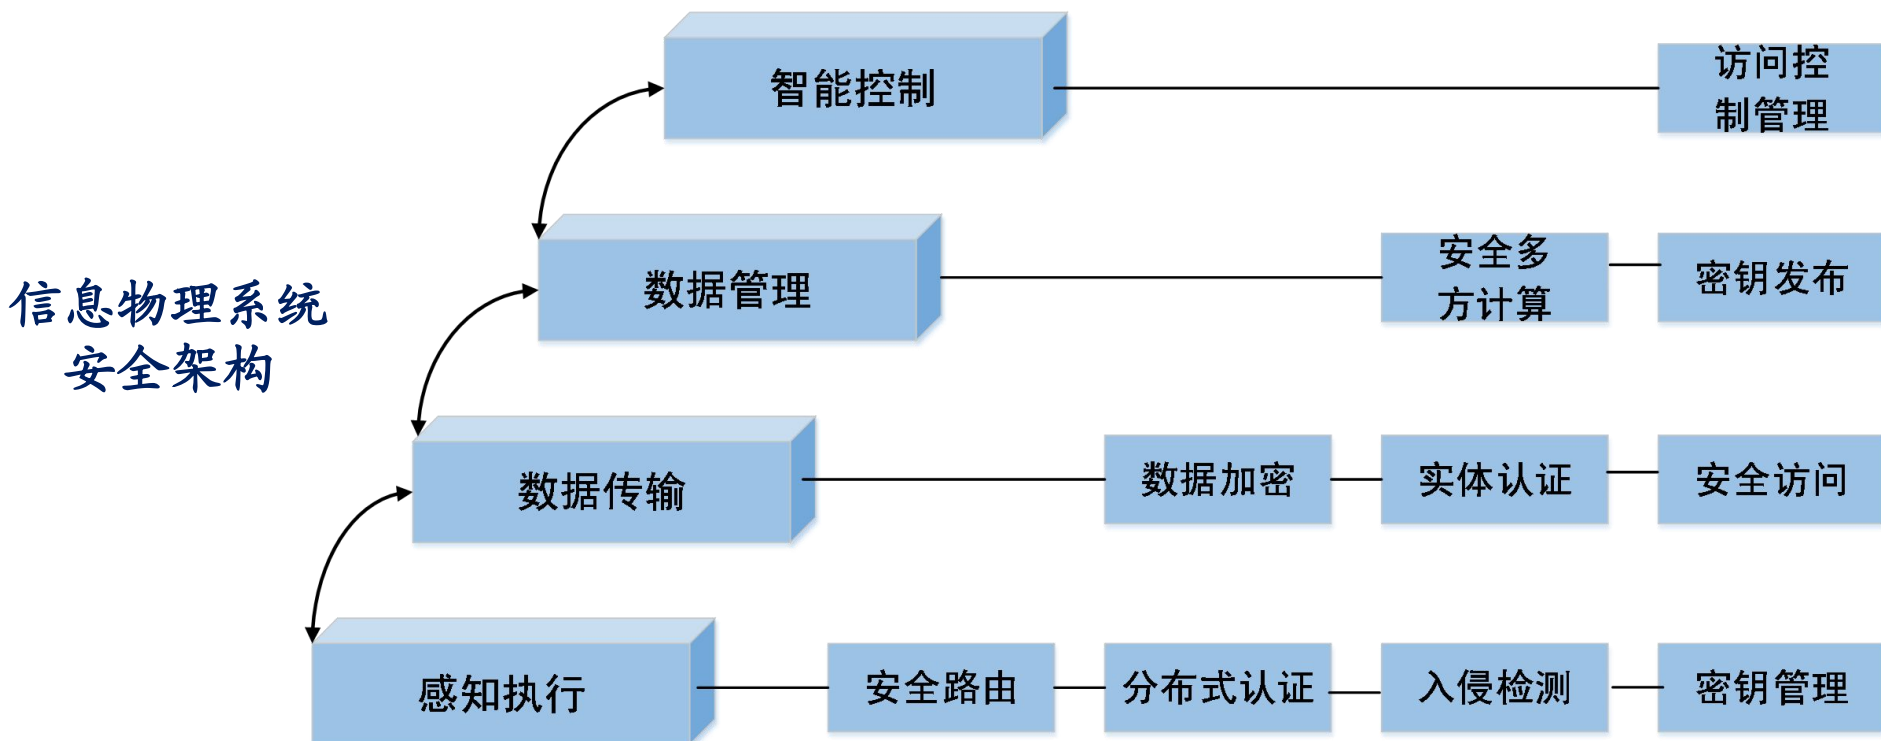 智能控制
访问控
制管理
信息物理系统
安全架构
数据管理
安全多
方计算
密钥发布
数据传输
数据加密
实体认证
安全访问
感知执行
安全路由
分布式认证
入侵检测
密钥管理